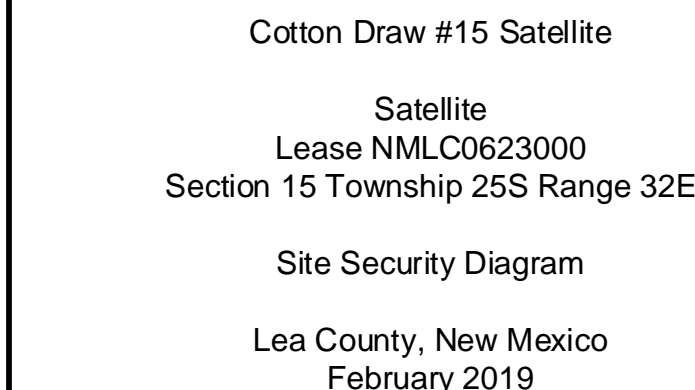 Cotton Draw #15 Satellite
Satellite
Lease NMLC0623000
Section 15 Township 25S Range 32E
Site Security Diagram
Lea County, New Mexico
February 2019